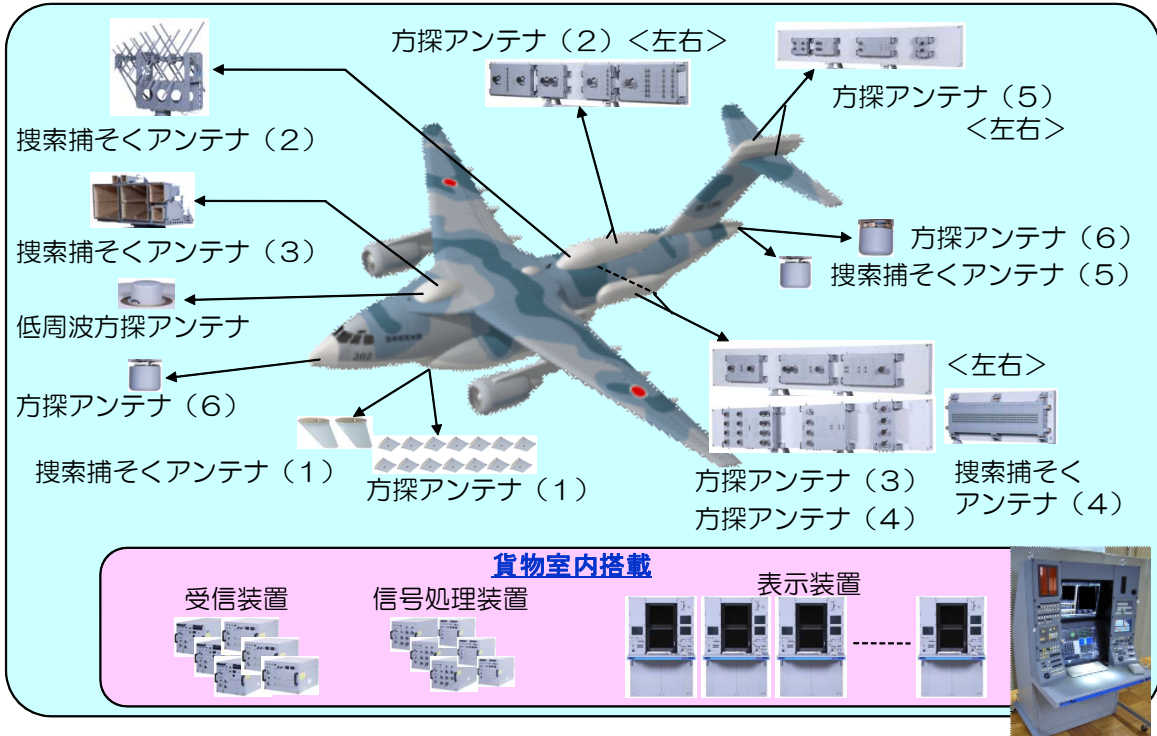 方探アンテナ（２）＜左右＞
方探アンテナ（５）
＜左右＞
捜索捕そくアンテナ（２）
捜索捕そくアンテナ（３）
方探アンテナ（６）
捜索捕そくアンテナ（５）
低周波方探アンテナ
202
方探アンテナ（６）
＜左右＞
捜索捕そくアンテナ（１）
方探アンテナ（１）
方探アンテナ（３）
方探アンテナ（４）
捜索捕そく
アンテナ（４）
貨物室内搭載
受信装置
信号処理装置
表示装置